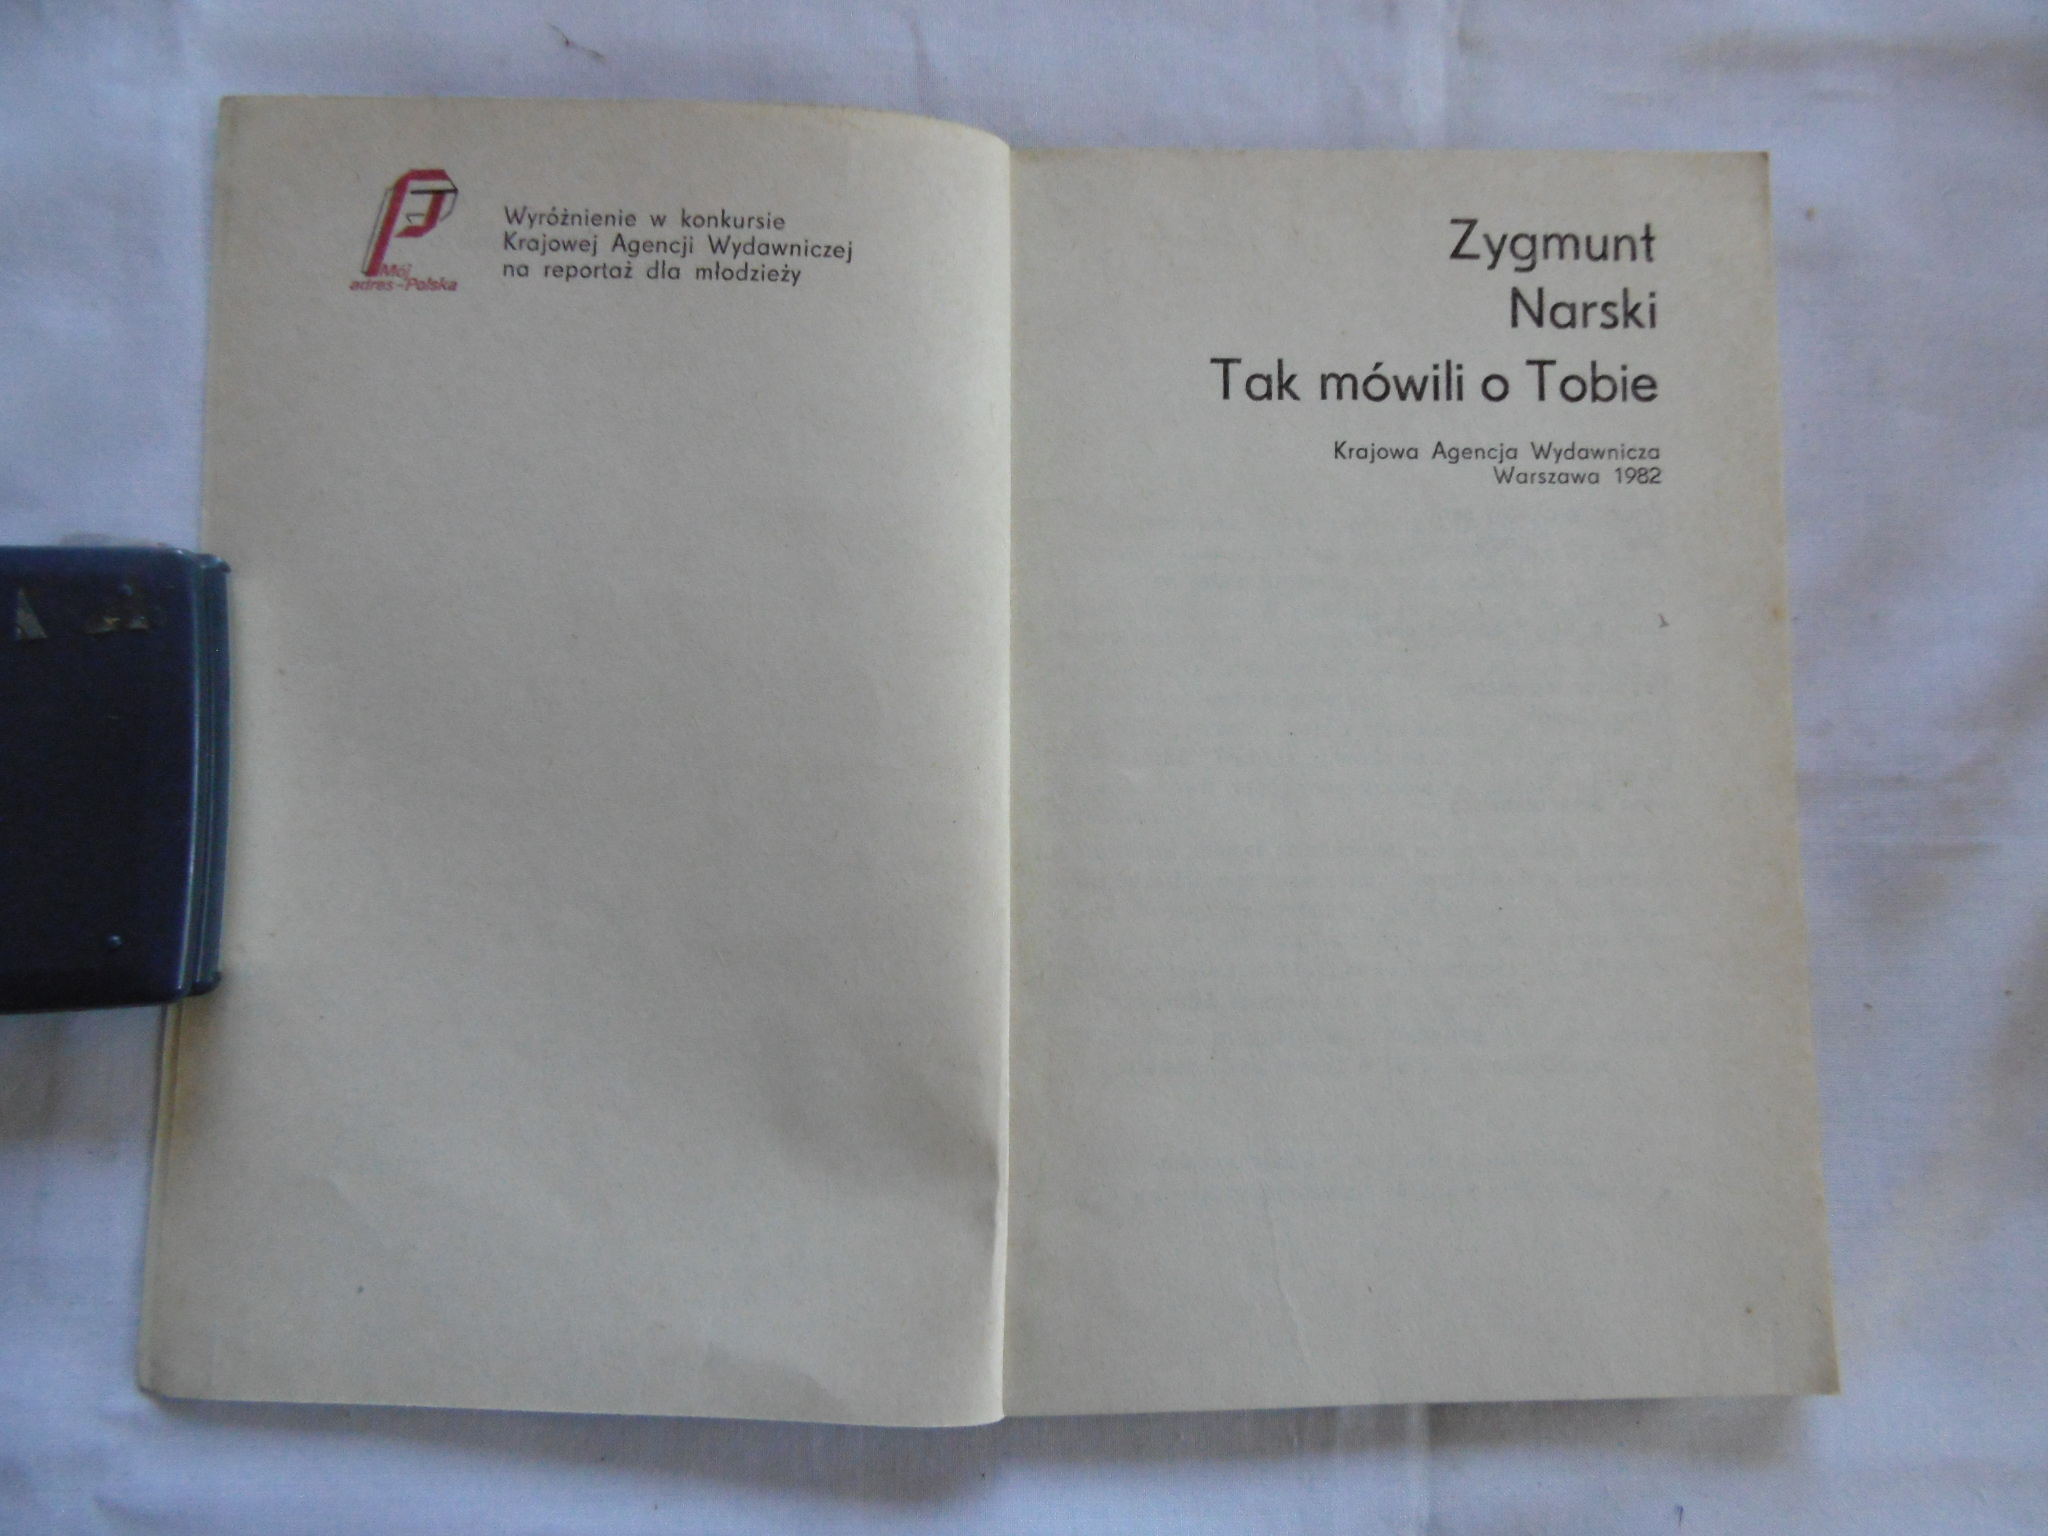 Mój
adres-Polska
Wyróżnienie w konkursie
Krajowej Agencji Wydawniczej
na reportaż dla młodzieży
Zygmunt
Narski
Tak mówili o Tobie
Krajowa Agencja Wydawnicza
Warszawa 1982